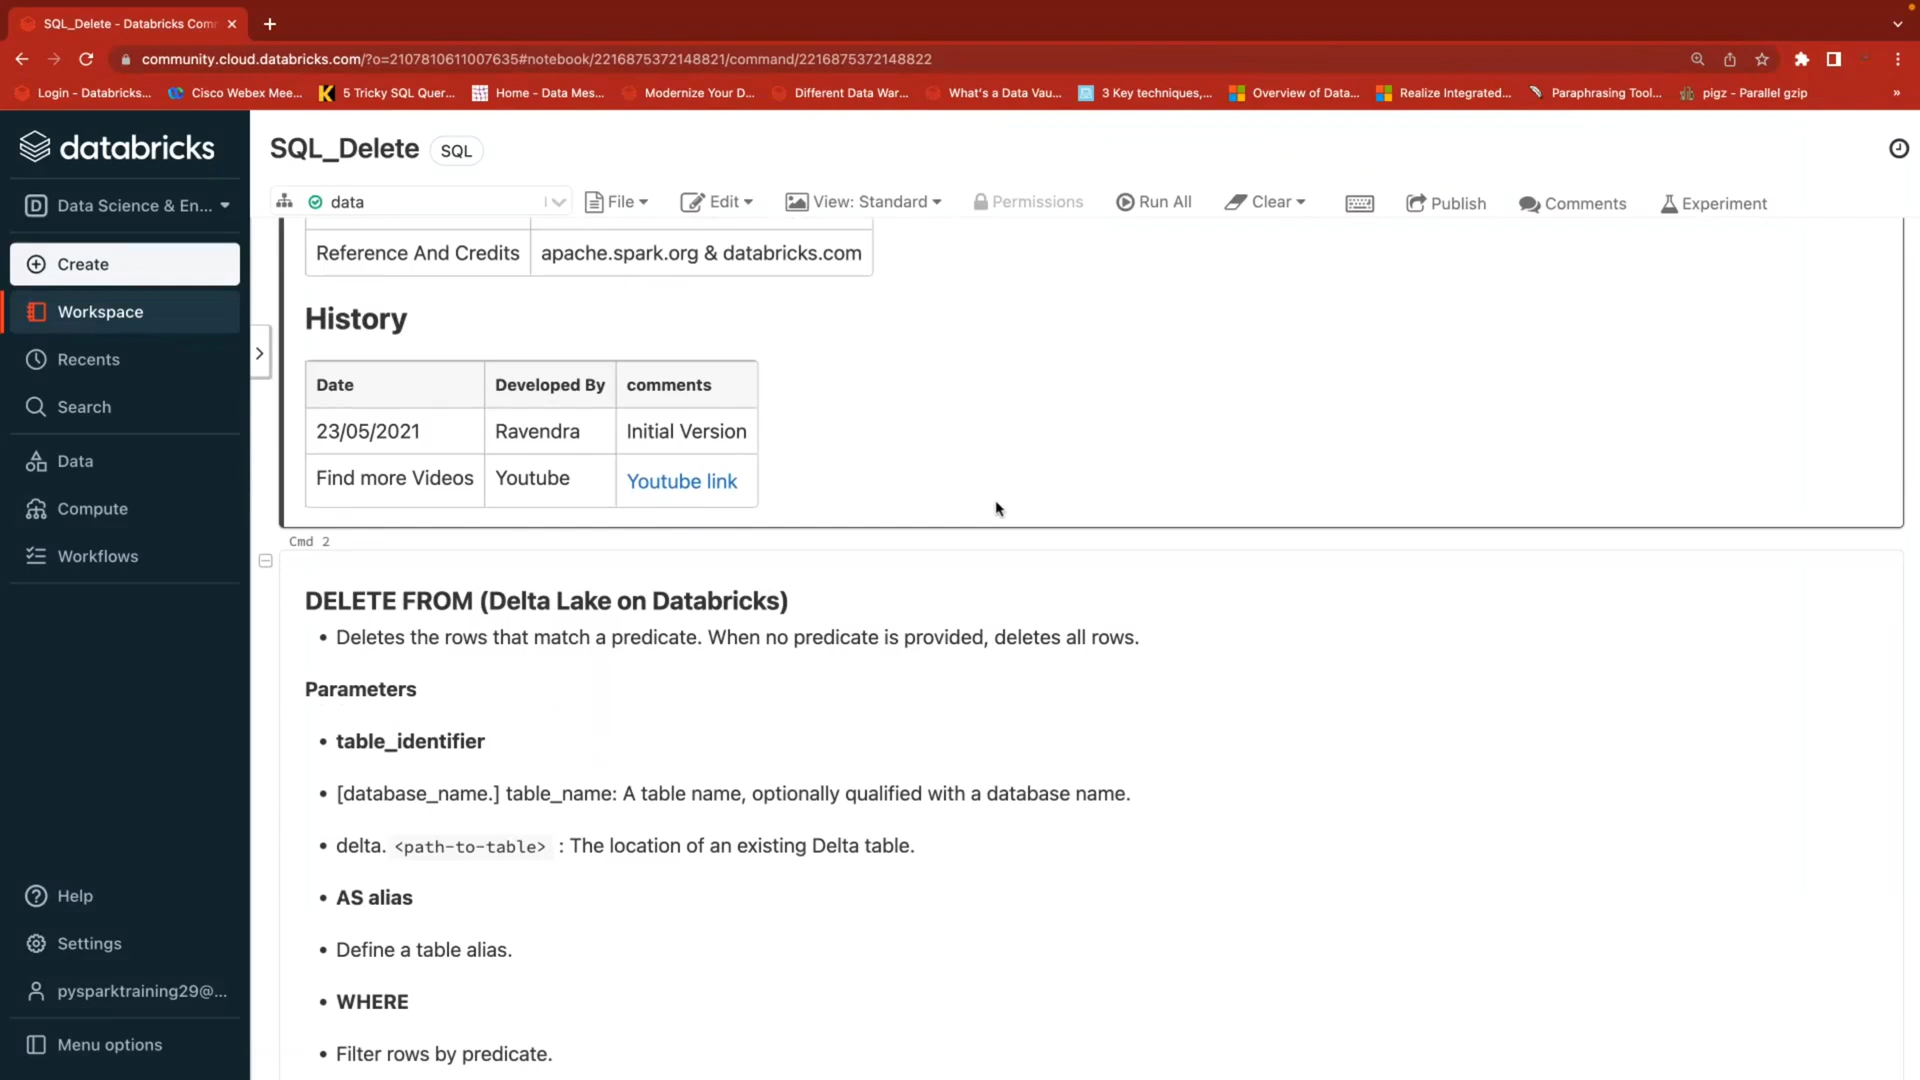 SQL_Delete - Databricks Com
community.cloud.databricks.com/?o=2107810611007635#notebook/2216875372148821/command/2216875372148822
Login - Databricks... Cisco Webex Mee... 5 Tricky SQL Quer... Home - Data Mes... Modernize Your D... Different Data War... What's a Data Vau... 3 Key techniques,... Overview of Data... Realize Integrated... Paraphrasing Tool... pigz - Parallel gzip »
databricks
Data Science & En...
Create
Workspace
Recents
Search
Data
Compute
Workflows
Help
Settings
pysparktraining29@...
Menu options
SQL_Delete SQL
data File Edit View: Standard Permissions Run All Clear Publish Comments Experiment
Reference And Credits apache.spark.org & databricks.com
History
Date Developed By comments
23/05/2021 Ravendra Initial Version
Find more Videos Youtube Youtube link
Cmd 2
DELETE FROM (Delta Lake on Databricks)
• Deletes the rows that match a predicate. When no predicate is provided, deletes all rows.
Parameters
• table_identifier
• [database_name.] table_name: A table name, optionally qualified with a database name.
• delta. <path-to-table> : The location of an existing Delta table.
• AS alias
• Define a table alias.
• WHERE
• Filter rows by predicate.